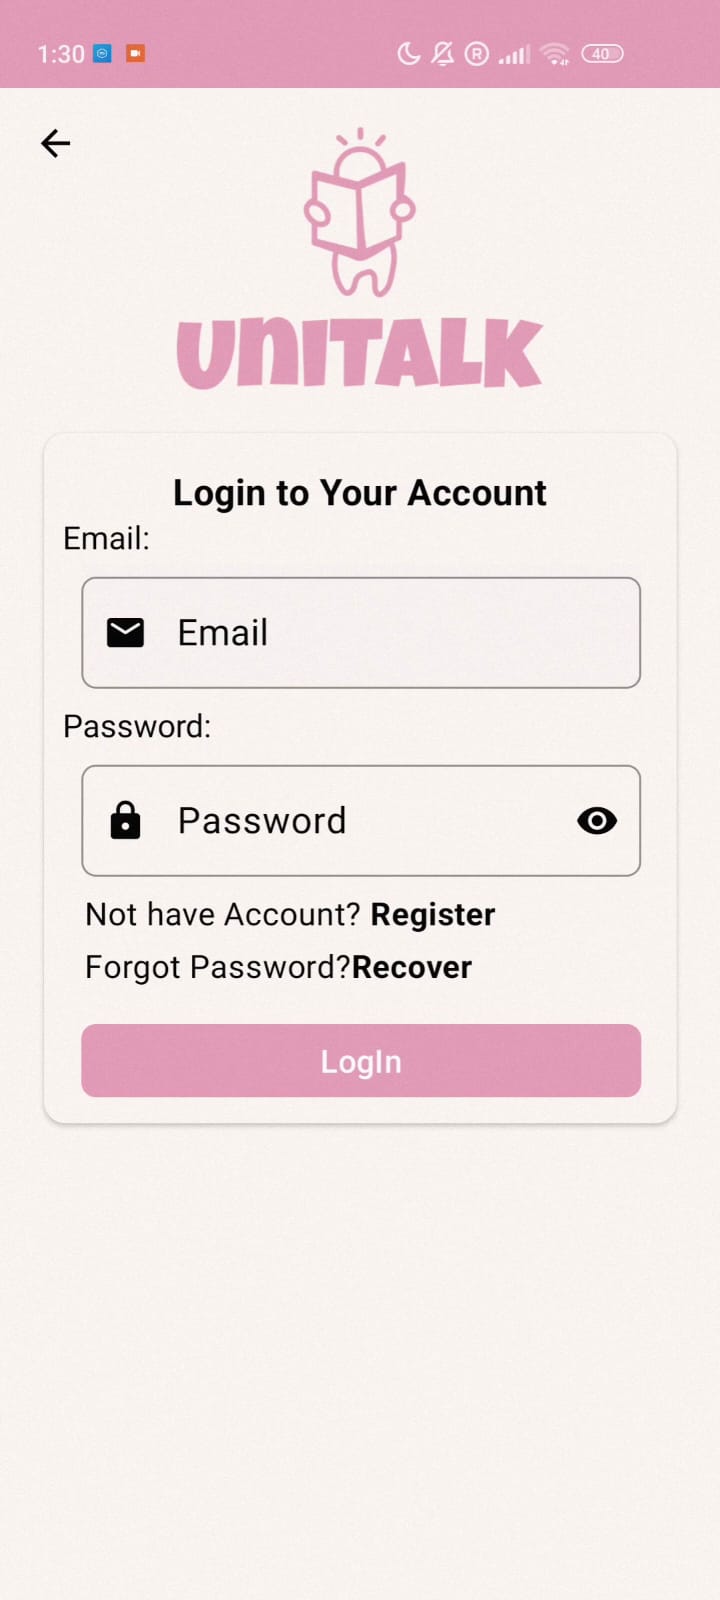 1:30 R 40
UNITALK
Login to Your Account
Email:
Email
Password:
Password
Not have Account? Register
Forgot Password?Recover
LogIn